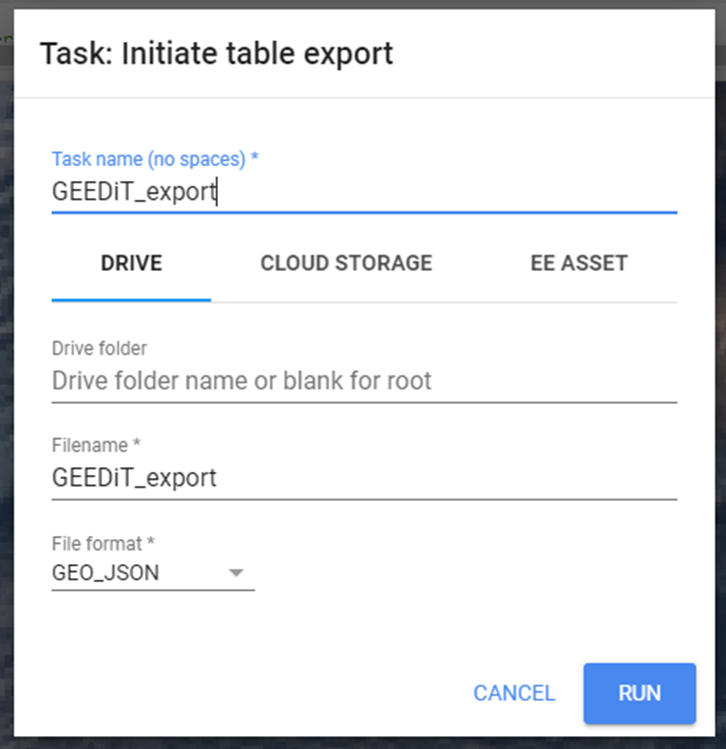 Task: Initiate table export
Task name (no spaces) *
GEEDiT_export
DRIVE CLOUD STORAGE EE ASSET
Drive folder
Drive folder name or blank for root
Filename *
GEEDiT_export
File format *
GEO_JSON
CANCEL RUN